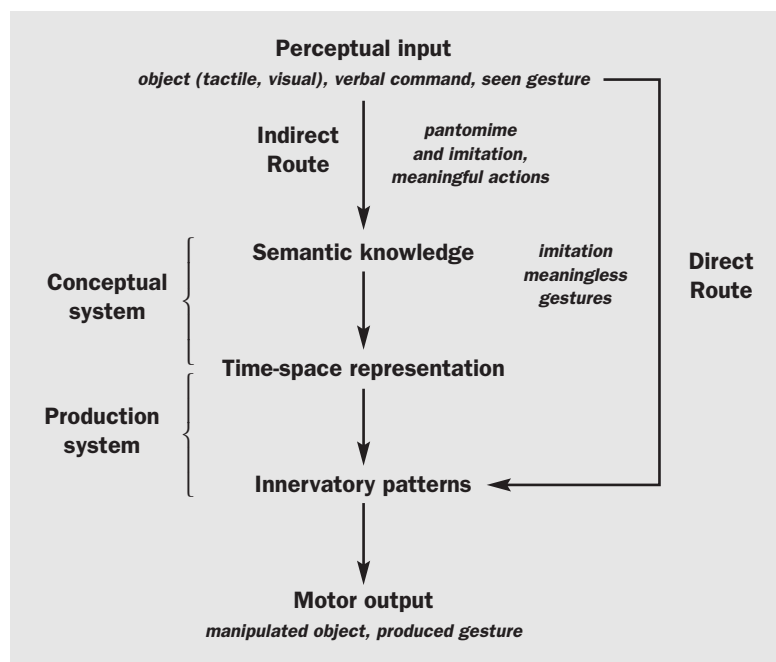 Perceptual input
object (tactile, visual), verbal command, seen gesture
Indirect
Route
pantomime
and imitation,
meaningful actions
Semantic knowledge
imitation
meaningless
gestures
Direct
Route
Conceptual
system
Time-space representation
Production
system
Innervatory patterns
Motor output
manipulated object, produced gesture